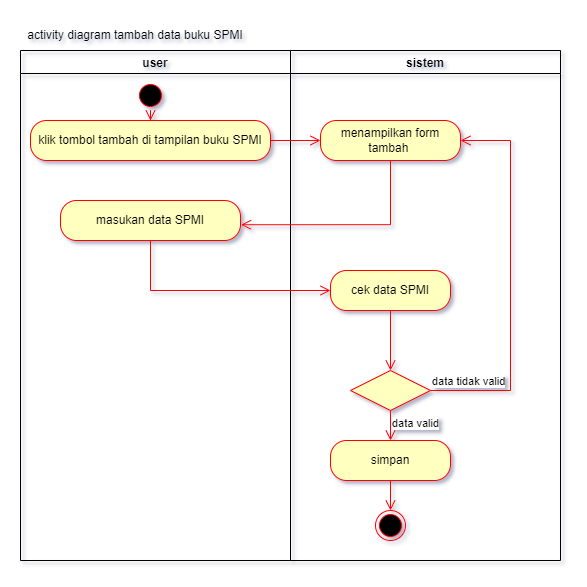 activity diagram tambah data buku SPMI
user
sistem
klik tombol tambah di tampilan buku SPMI
menampilkan form
tambah
masukan data SPMI
cek data SPMI
data tidak valid
data valid
simpan